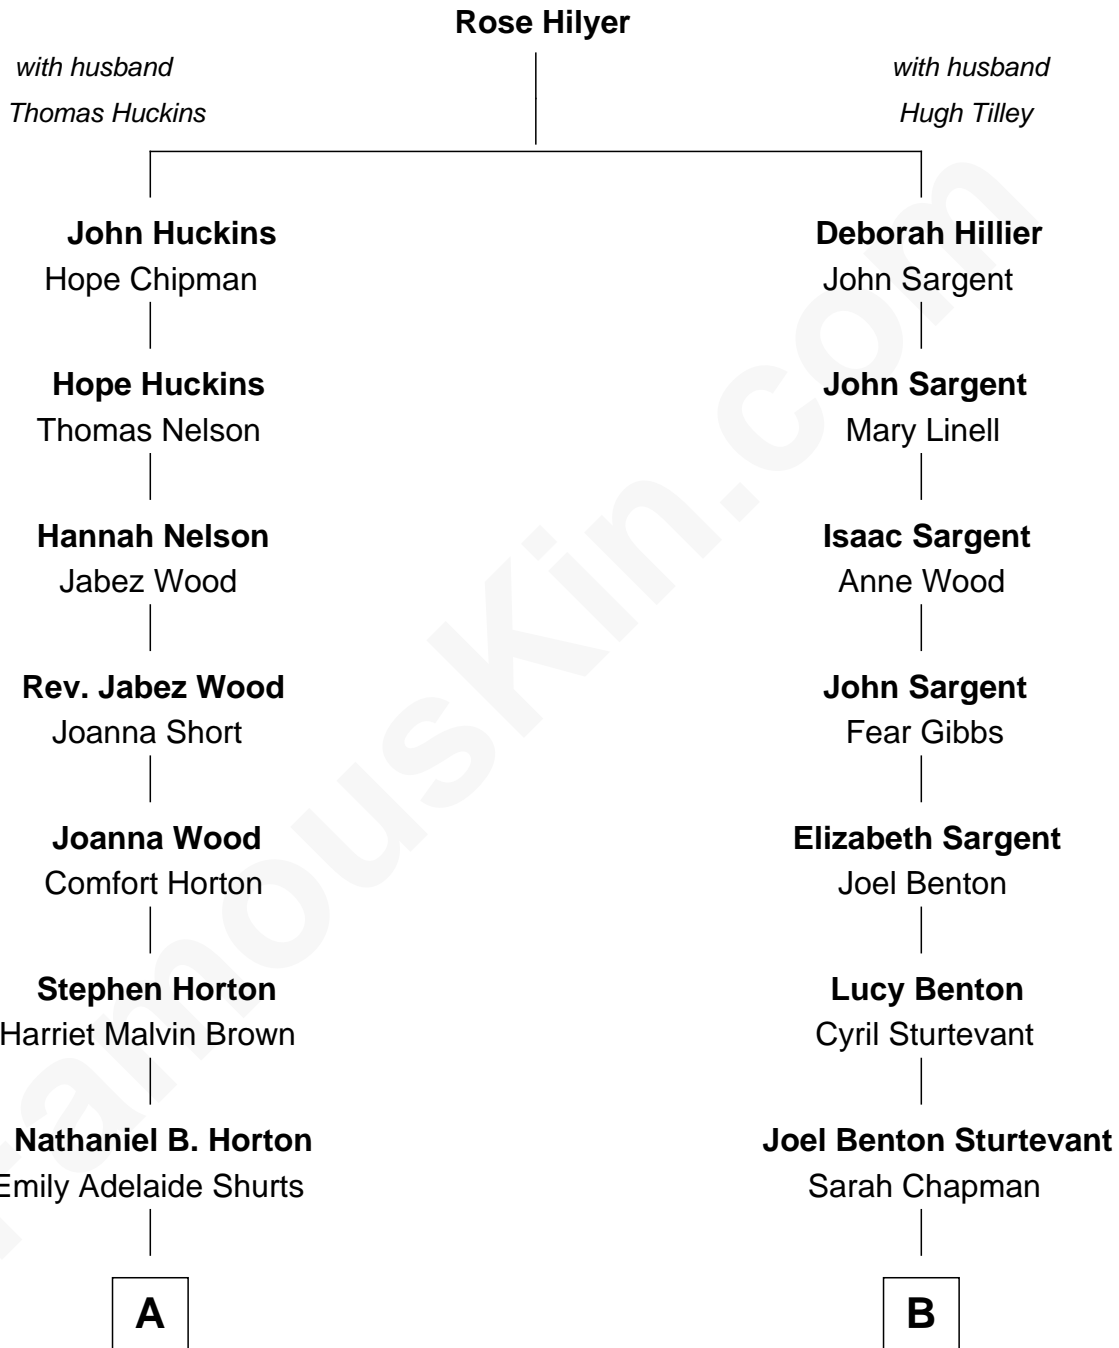 Rose Hilyer
with husband
Thomas Huckins
with husband
Hugh Tilley
John Huckins
Hope Chipman
Deborah Hillier
John Sargent
Hope Huckins
Thomas Nelson
John Sargent
Mary Linell
Hannah Nelson
Jabez Wood
Isaac Sargent
Anne Wood
Rev. Jabez Wood
Joanna Short
John Sargent
Fear Gibbs
Joanna Wood
Comfort Horton
Elizabeth Sargent
Joel Benton
Stephen Horton
Harriet Malvin Brown
Lucy Benton
Cyril Sturtevant
Nathaniel B. Horton
Emily Adelaide Shurts
Joel Benton Sturtevant
Sarah Chapman
A
B
FamousKin.com